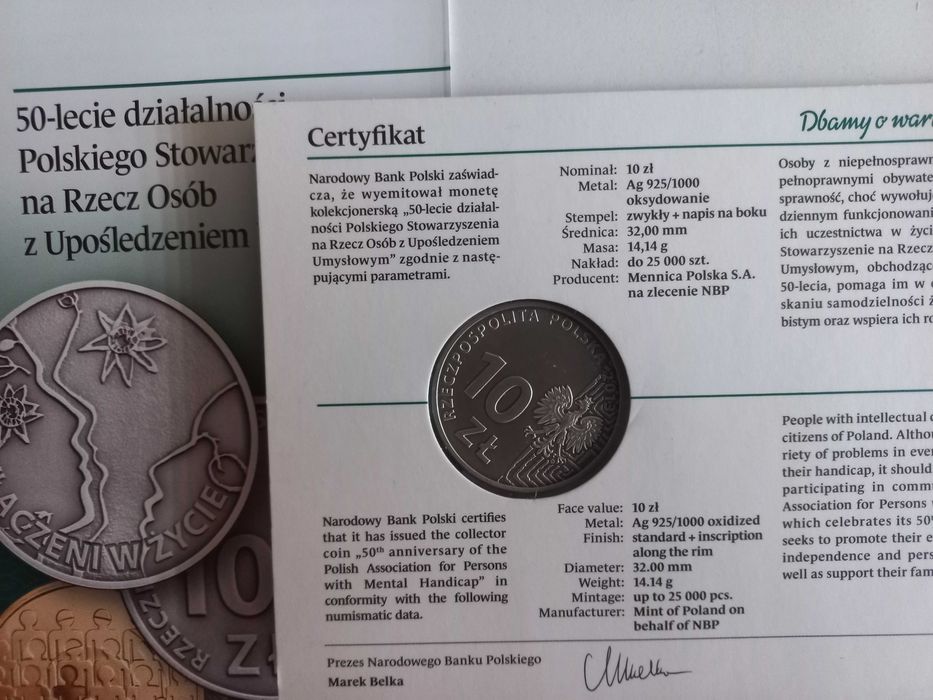 50-lecie działalności
Polskiego Stowarz
na Rzecz Osób
z Upośledzeniem
ŁĄCZENI W ŻYCIE
10
ZŁ
RZECZ
Certyfikat
Dbamy o wart
Narodowy Bank Polski zaświad-
cza, że wyemitował monetę
kolekcjonerską „50-lecie działal-
ności Polskiego Stowarzyszenia
na Rzecz Osób z Upośledzeniem
Umysłowym” zgodnie z nastę-
pującymi parametrami.
Nominał: 10 zł
Metal: Ag 925/1000
oksydowanie
Stempel: zwykły + napis na boku
Średnica: 32,00 mm
Masa: 14,14 g
Nakład: do 25 000 szt.
Producent: Mennica Polska S.A.
na zlecenie NBP
Osoby z niepełnospraw
pełnoprawnymi obywate
sprawność, choć wywołuj
dziennym funkcjonowani
ich uczestnictwa w życi
Stowarzyszenie na Rzecz
Umysłowym, obchodząc
50-lecia, pomaga im w
skaniu samodzielności ż
bistym oraz wspiera ich ro
RZECZPOSPOLITA POLSKA
10
ZŁ
Narodowy Bank Polski certifies
that it has issued the collector
coin „50th anniversary of the
Polish Association for Persons
with Mental Handicap” in
conformity with the following
numismatic data.
Face value: 10 zł
Metal: Ag 925/1000 oxidized
Finish: standard + inscription
along the rim
Diameter: 32.00 mm
Weight: 14.14 g
Mintage: up to 25 000 pcs.
Manufacturer: Mint of Poland on
behalf of NBP
People with intellectual
citizens of Poland. Althou
riety of problems in ever
their handicap, it should
participating in commu
Association for Persons
which celebrates its 50
seeks to promote their e
independence and pers
well as support their fam
Prezes Narodowego Banku Polskiego
Marek Belka